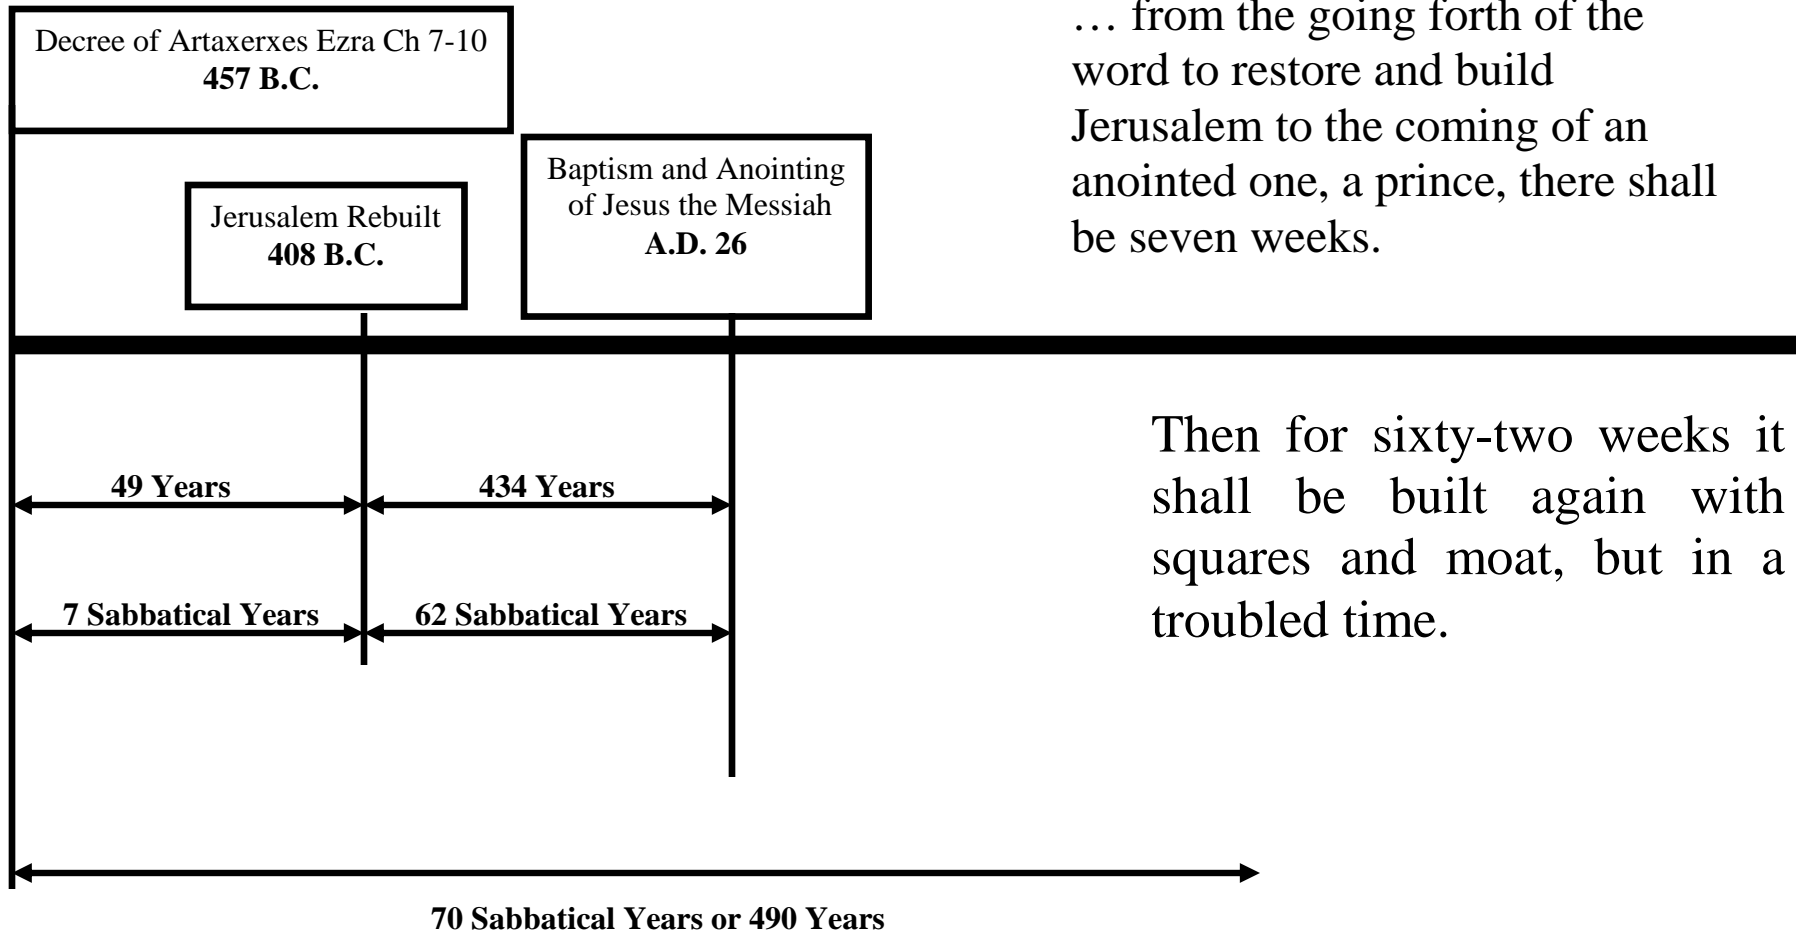 Decree of Artaxerxes Ezra Ch 7-10
457 B.C.
Jerusalem Rebuilt
408 B.C.
Baptism and Anointing
of Jesus the Messiah
A.D. 26
… from the going forth of the
word to restore and build
Jerusalem to the coming of an
anointed one, a prince, there shall
be seven weeks.
49 Years
434 Years
7 Sabbatical Years
62 Sabbatical Years
Then for sixty-two weeks it
shall be built again with
squares and moat, but in a
troubled time.
70 Sabbatical Years or 490 Years